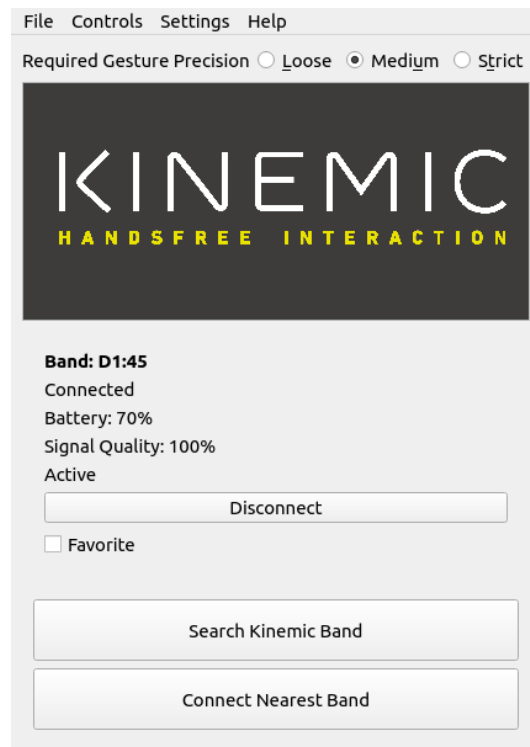 File Controls Settings Help
Required Gesture Precision Loose Medium Strict
KINEMIC
HANDSFREE INTERACTION
Band: D1:45
Connected
Battery: 70%
Signal Quality: 100%
Active
Disconnect
Favorite
Search Kinemic Band
Connect Nearest Band